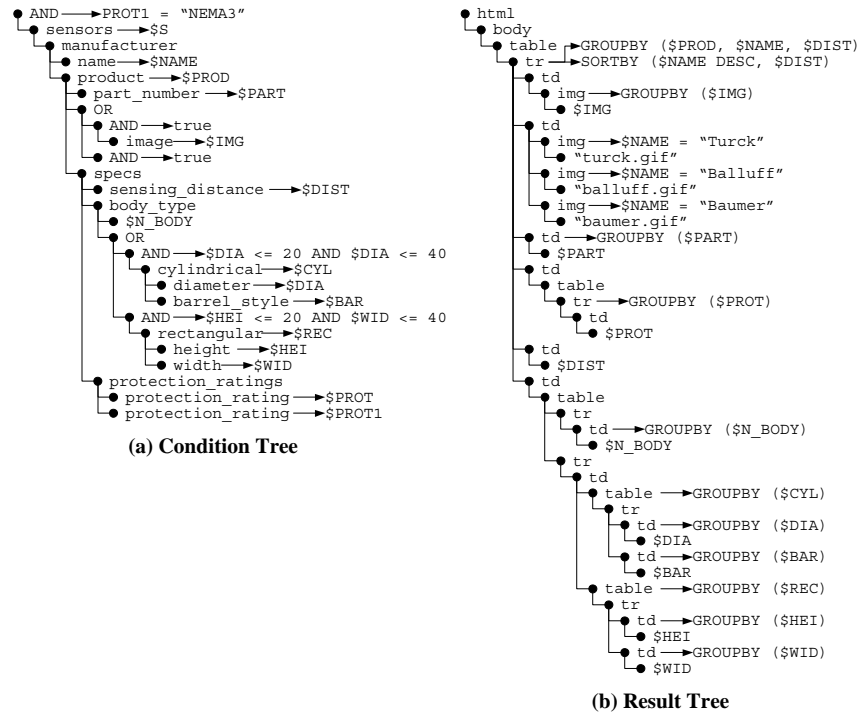 AND PROT1 = “NEMA3”
sensors $S
manufacturer
name $NAME
product $PROD
part_number $PART
OR
AND true
image $IMG
AND true
specs
sensing_distance $DIST
body_type
$N_BODY
OR
AND $DIA <= 20 AND $DIA <= 40
cylindrical $CYL
diameter $DIA
barrel_style $BAR
AND $HEI <= 20 AND $WID <= 40
rectangular $REC
height $HEI
width $WID
protection_ratings
protection_rating $PROT
protection_rating $PROT1
(a) Condition Tree
html
body
table GROUPBY ($PROD, $NAME, $DIST)
tr SORTBY ($NAME DESC, $DIST)
td
img GROUPBY ($IMG)
$IMG
td
img $NAME = “Turck”
“turck.gif”
img $NAME = “Balluff”
“balluff.gif”
img $NAME = “Baumer”
“baumer.gif”
td GROUPBY ($PART)
$PART
td
table
tr GROUPBY ($PROT)
td
$PROT
td
$DIST
td
table
tr
td GROUPBY ($N_BODY)
$N_BODY
tr
td
table GROUPBY ($CYL)
tr
td GROUPBY ($DIA)
$DIA
td GROUPBY ($BAR)
$BAR
table GROUPBY ($REC)
tr
td GROUPBY ($HEI)
$HEI
td GROUPBY ($WID)
$WID
(b) Result Tree